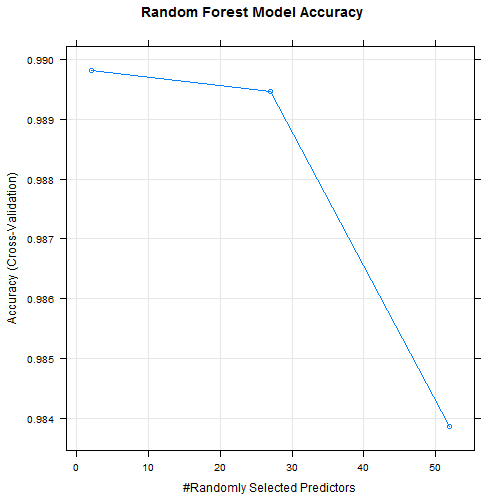 Random Forest Model Accuracy
0.990
0.989
0.988
0.987
0.986
0.985
0.984
Accuracy (Cross-Validation)
0 10 20 30 40 50
#Randomly Selected Predictors